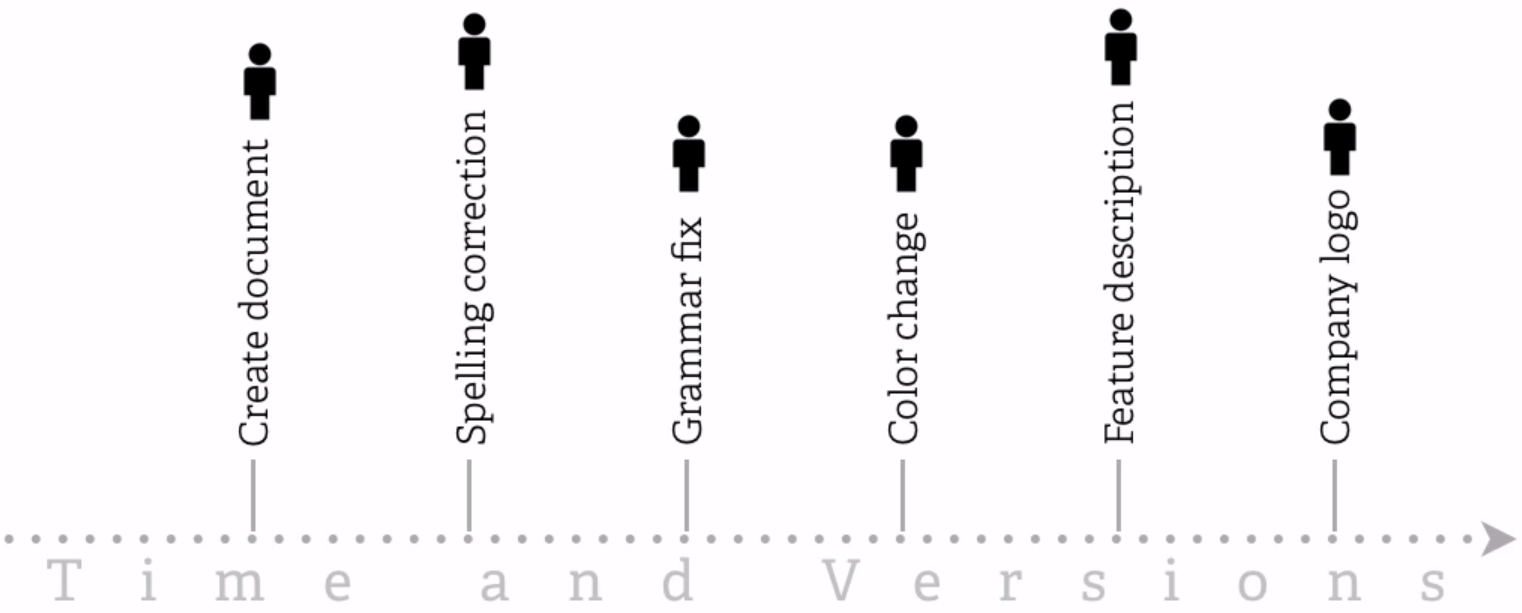 Create document
Spelling correction
Grammar fix
Color change
Feature description
Company logo
Time and Versions